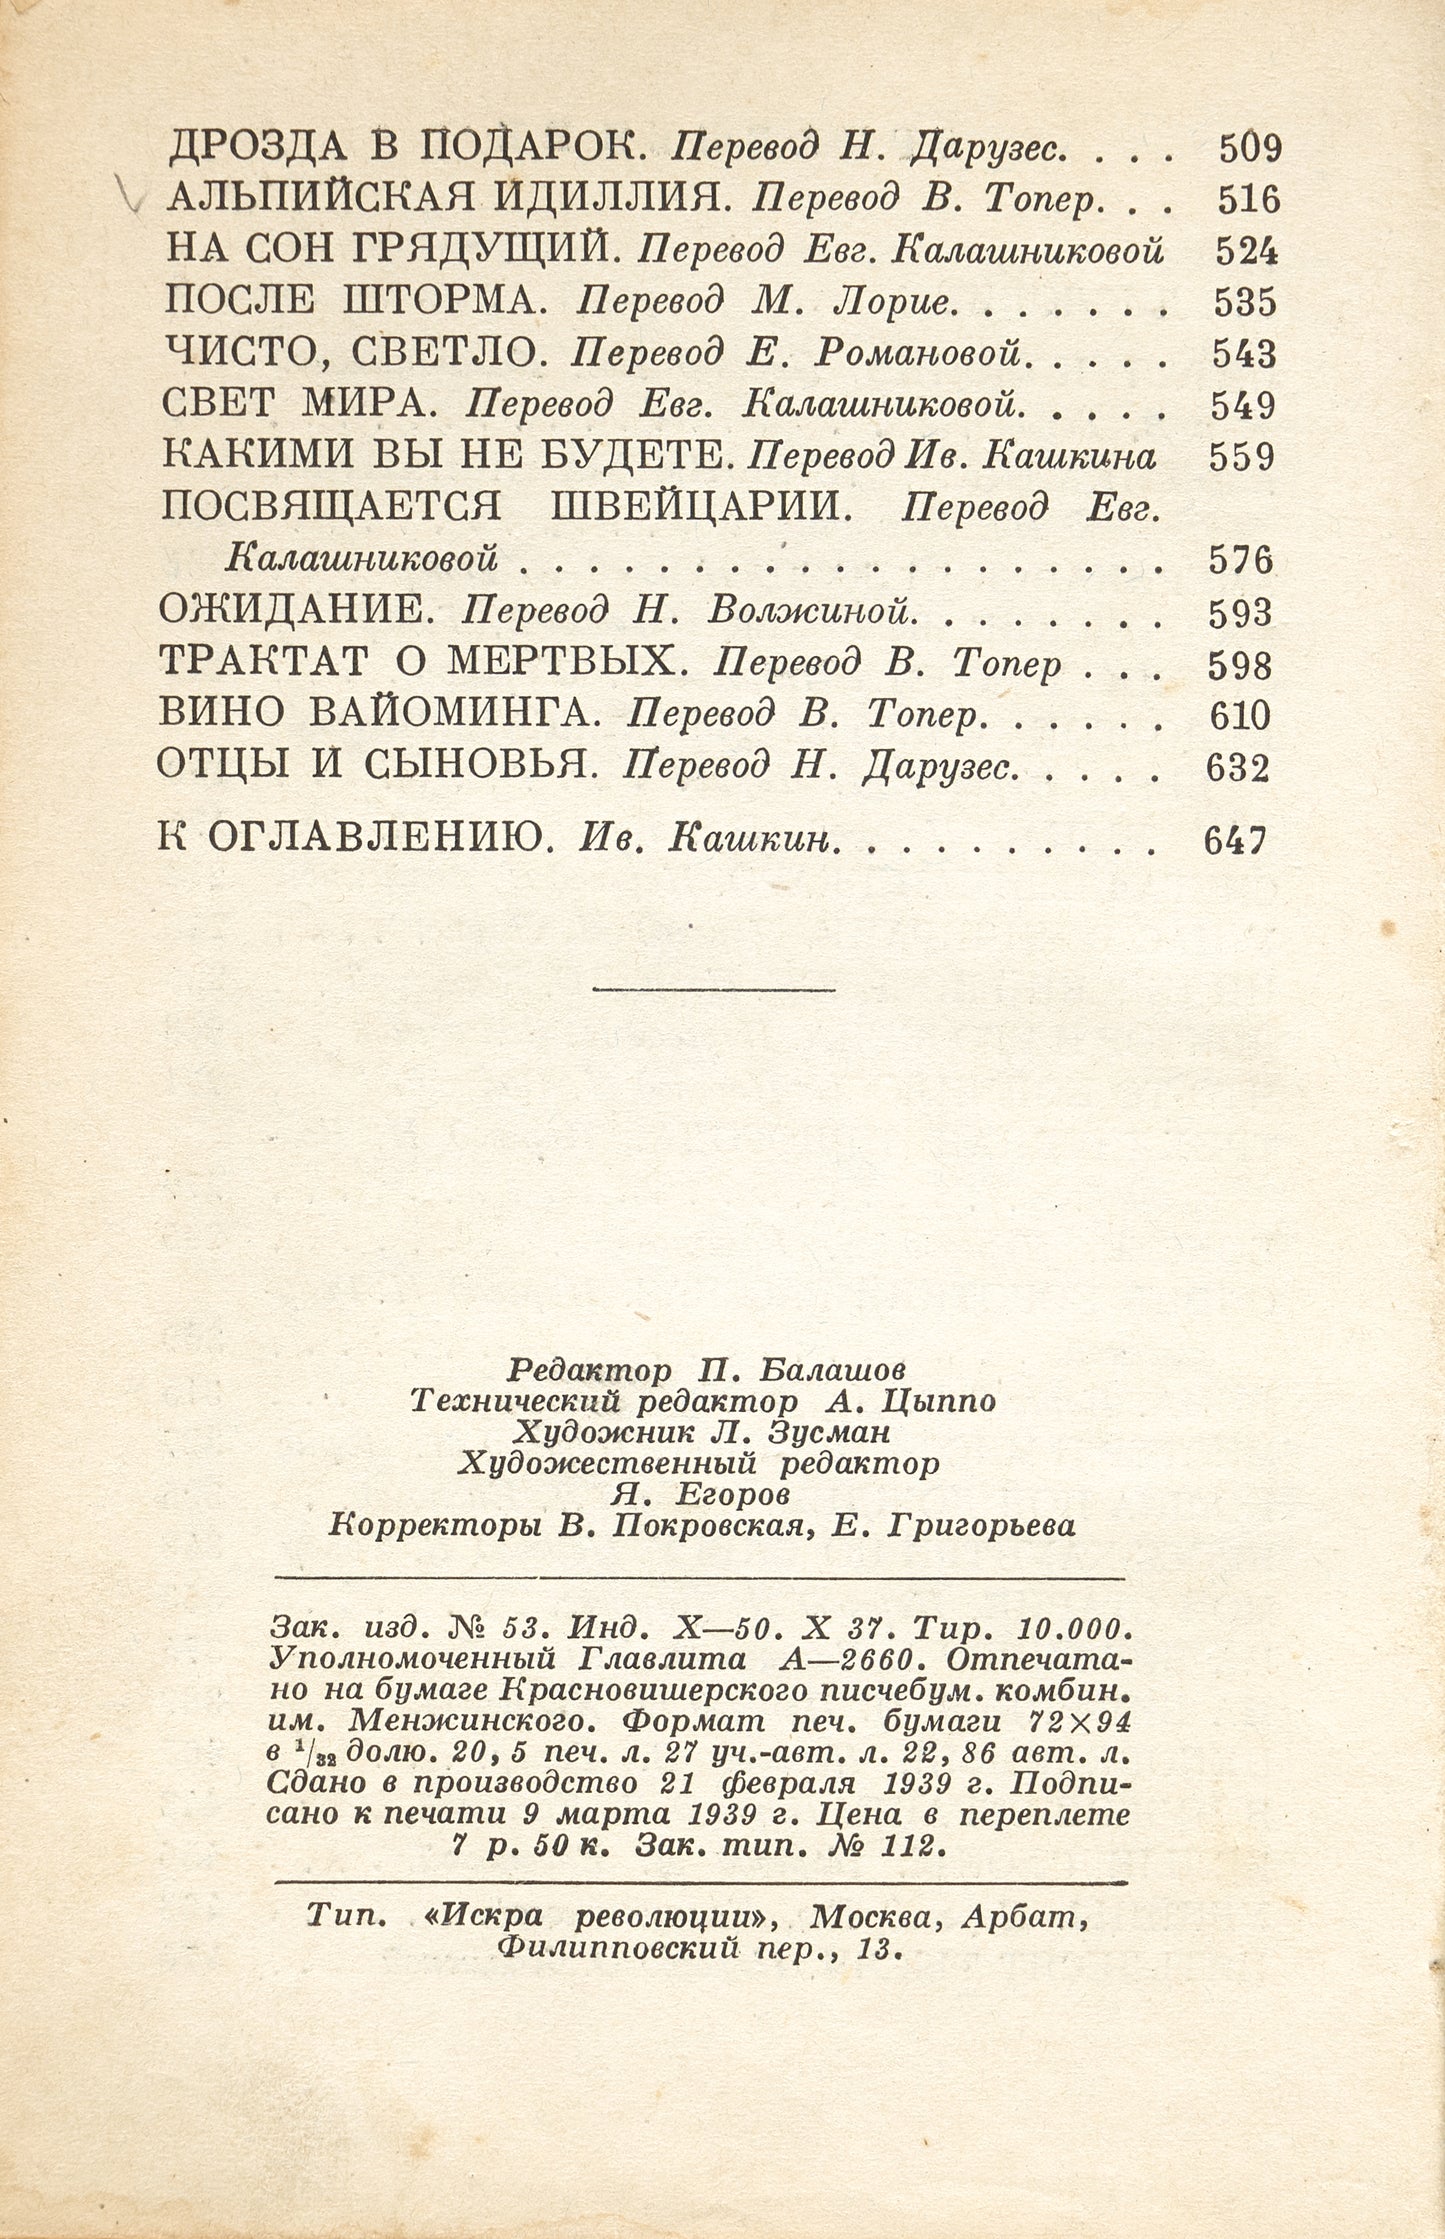 ДРОЗДА В ПОДАРОК. Перевод Н. Дарузес. . . . 509
АЛЬПИЙСКАЯ ИДИЛЛИЯ. Перевод В. Топер. . . 516
НА СОН ГРЯДУЩИЙ. Перевод Евг. Калашниковой 524
ПОСЛЕ ШТОРМА. Перевод М. Лорие. . . . . . . 535
ЧИСТО, СВЕТЛО. Перевод Е. Романовой. . . . . 543
СВЕТ МИРА. Перевод Евг. Калашниковой. . . . . 549
КАКИМИ ВЫ НЕ БУДЕТЕ. Перевод Ив. Кашкина 559
ПОСВЯЩАЕТСЯ ШВЕЙЦАРИИ. Перевод Евг.
Калашниковой . . . . . . . . . . . . . . . . . . . 576
ОЖИДАНИЕ. Перевод Н. Волжиной. . . . . . . . 593
ТРАКТАТ О МЕРТВЫХ. Перевод В. Топер . . . 598
ВИНО ВАЙОМИНГА. Перевод В. Топер. . . . . . 610
ОТЦЫ И СЫНОВЬЯ. Перевод Н. Дарузес. . . . . 632
К ОГЛАВЛЕНИЮ. Ив. Кашкин. . . . . . . . . . 647
Редактор П. Балашов
Технический редактор А. Цыппо
Художник Л. Зусман
Художественный редактор
Я. Егоров
Корректоры В. Покровская, Е. Григорьева
Зак. изд. № 53. Инд. X—50. X 37. Тир. 10.000.
Уполномоченный Главлита А—2660. Отпечата-
но на бумаге Красновишерского писчебум. комбин.
им. Менжинского. Формат печ. бумаги 72×94
в 1/32 долю. 20, 5 печ. л. 27 уч.-авт. л. 22, 86 авт. л.
Сдано в производство 21 февраля 1939 г. Подпи-
сано к печати 9 марта 1939 г. Цена в переплете
7 р. 50 к. Зак. тип. № 112.
Тип. «Искра революции», Москва, Арбат,
Филипповский пер., 13.